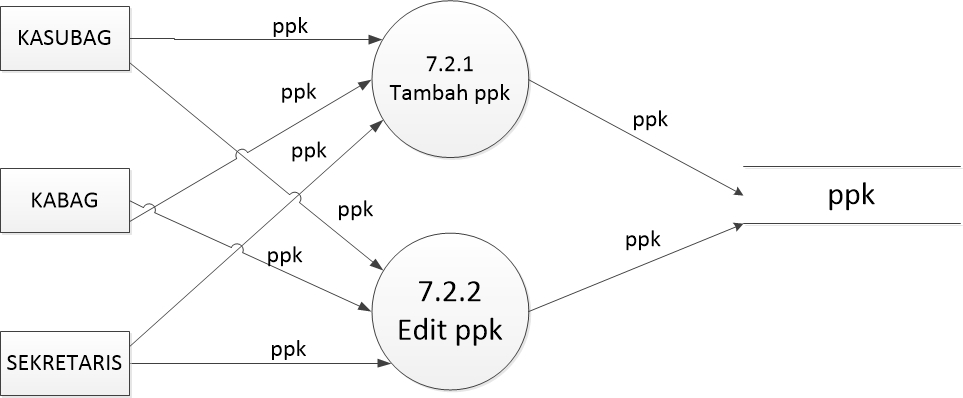 KASUBAG
ppk
7.2.1
Tambah ppk
ppk
ppk
ppk
KABAG
ppk
ppk
ppk
ppk
7.2.2
Edit ppk
SEKRETARIS
ppk